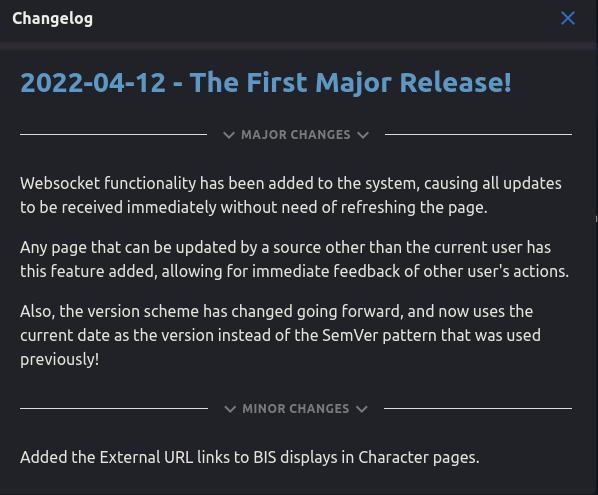 Changelog
2022-04-12 - The First Major Release!
MAJOR CHANGES
Websocket functionality has been added to the system, causing all updates
to be received immediately without need of refreshing the page.
Any page that can be updated by a source other than the current user has
this feature added, allowing for immediate feedback of other user's actions.
Also, the version scheme has changed going forward, and now uses the
current date as the version instead of the SemVer pattern that was used
previously!
MINOR CHANGES
Added the External URL links to BIS displays in Character pages.